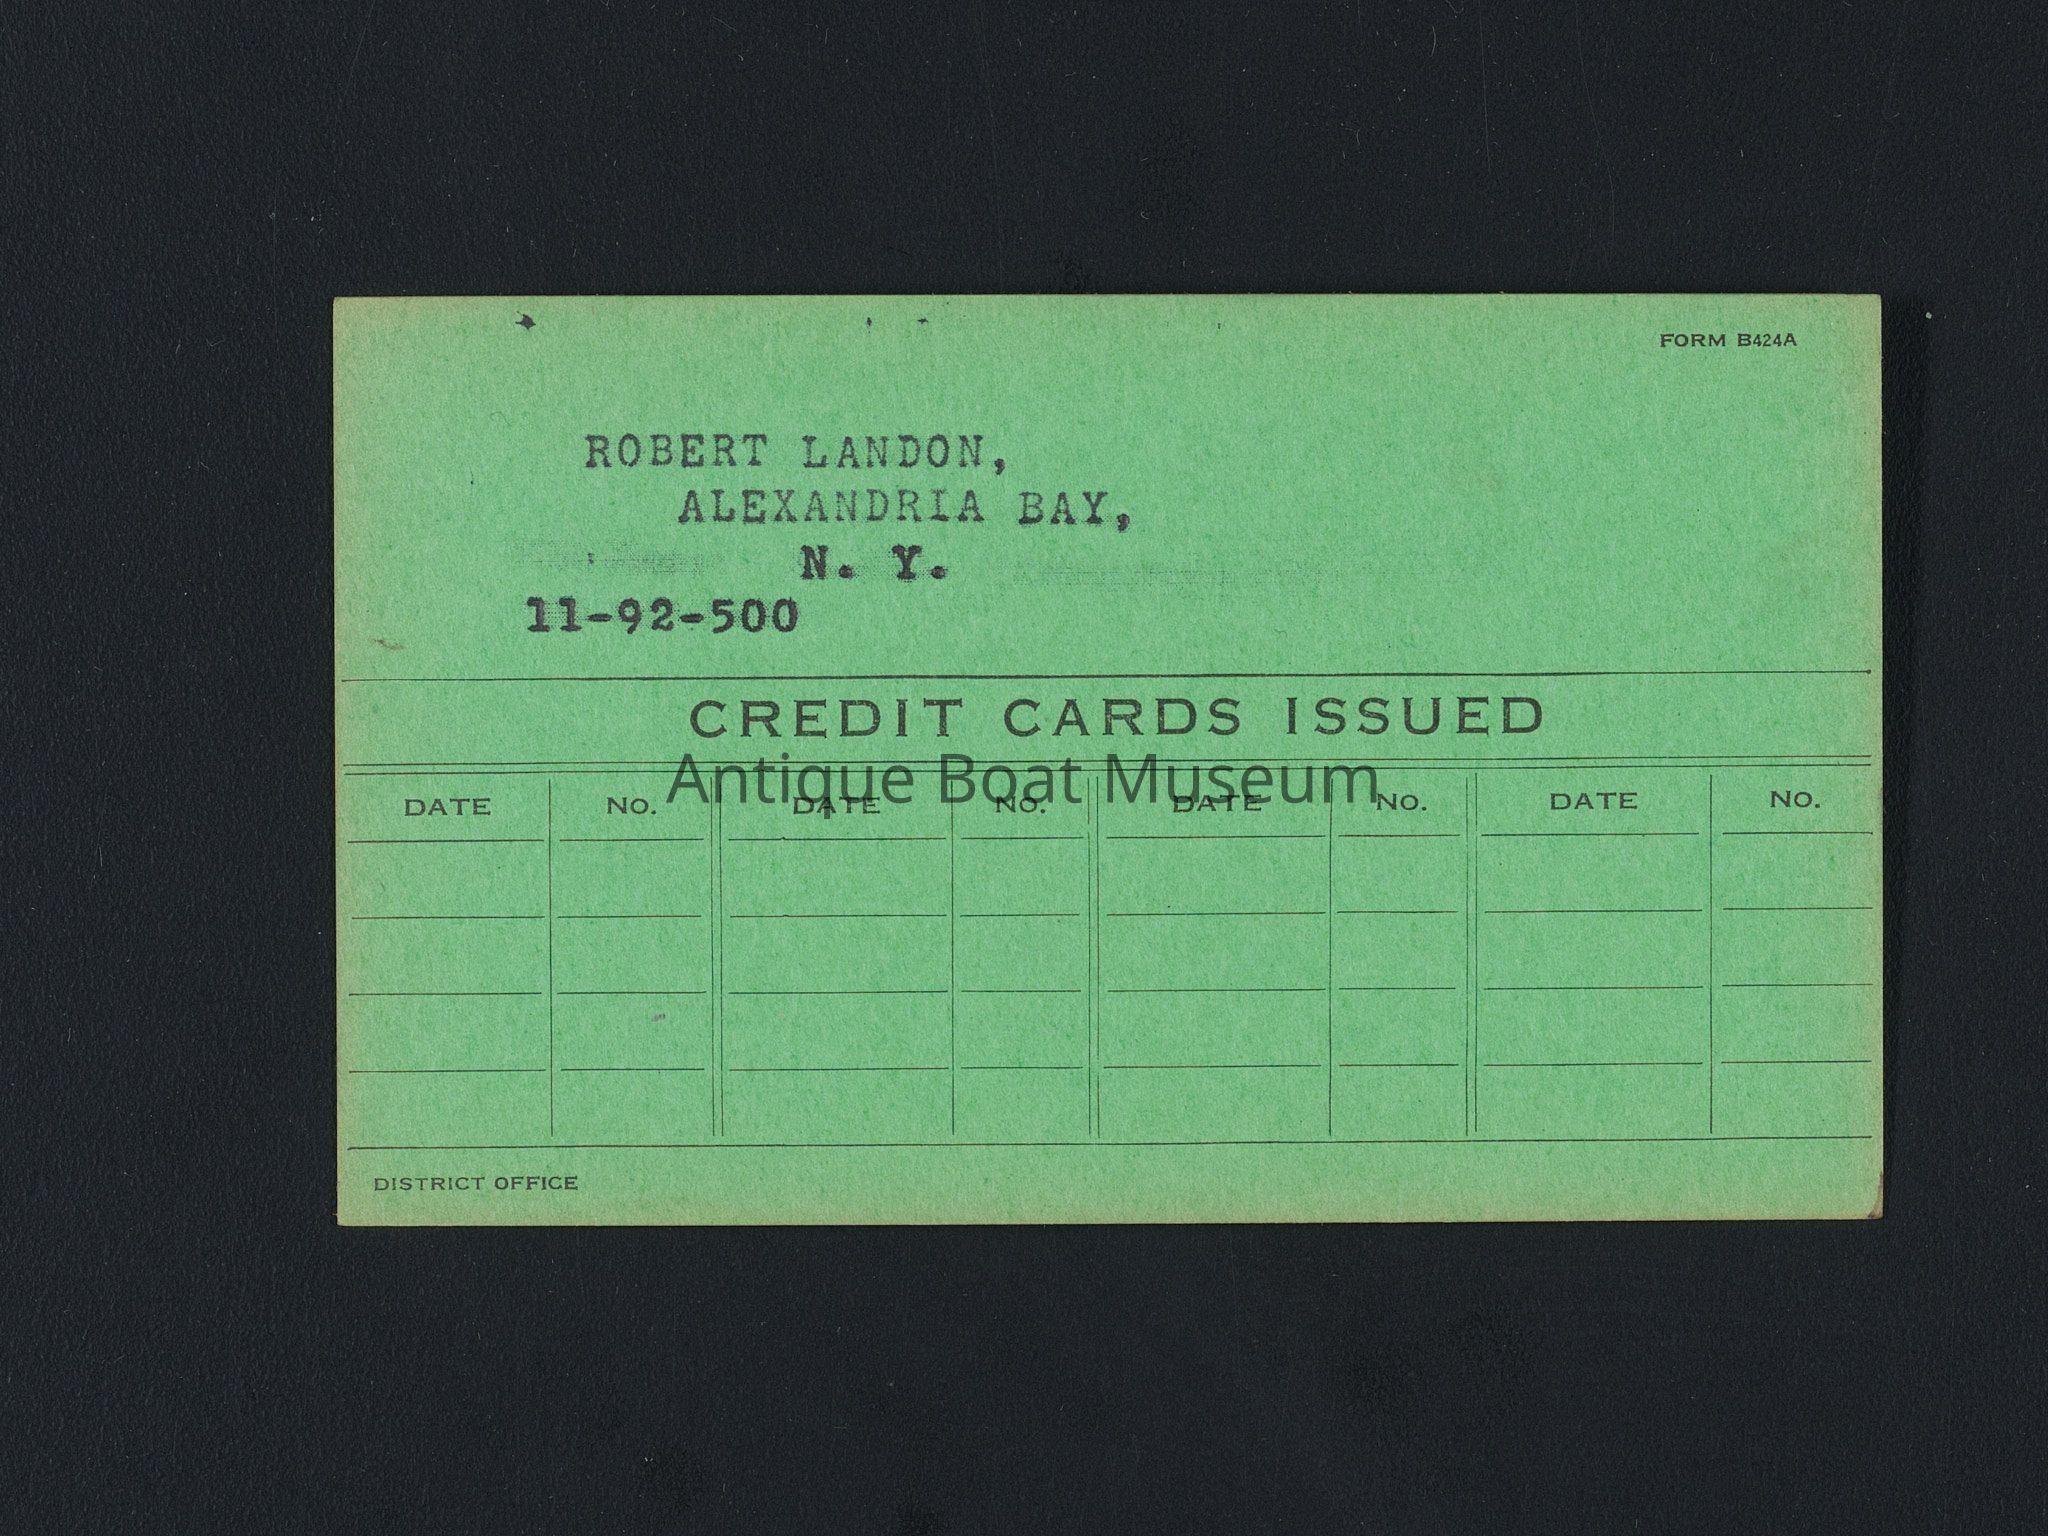 FORM B424A
ROBERT LANDON,
ALEXANDRIA BAY,
N. Y.
11-92-500
CREDIT CARDS ISSUED
Antique Boat Museum
DATE NO. DATE NO. DATE NO. DATE NO.
DISTRICT OFFICE